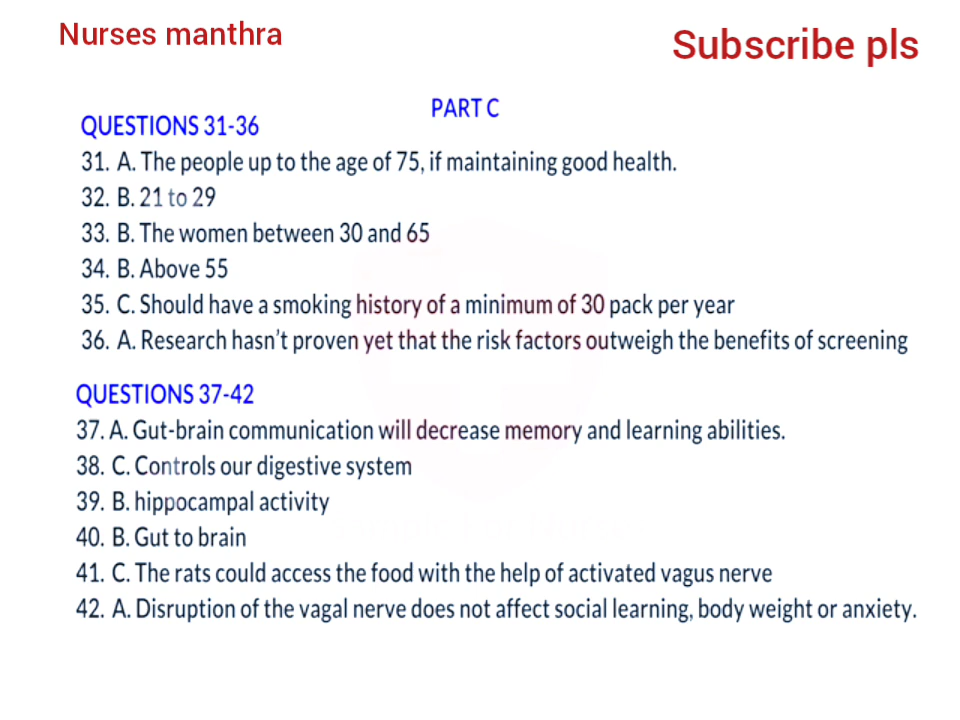 Nurses manthra
Subscribe pls
PART C
QUESTIONS 31-36
31. A. The people up to the age of 75, if maintaining good health.
32. B. 21 to 29
33. B. The women between 30 and 65
34. B. Above 55
35. C. Should have a smoking history of a minimum of 30 pack per year
36. A. Research hasn't proven yet that the risk factors outweigh the benefits of screening
QUESTIONS 37-42
37. A. Gut-brain communication will decrease memory and learning abilities.
38. C. Controls our digestive system
39. B. hippocampal activity
40. B. Gut to brain
41. C. The rats could access the food with the help of activated vagus nerve
42. A. Disruption of the vagal nerve does not affect social learning, body weight or anxiety.